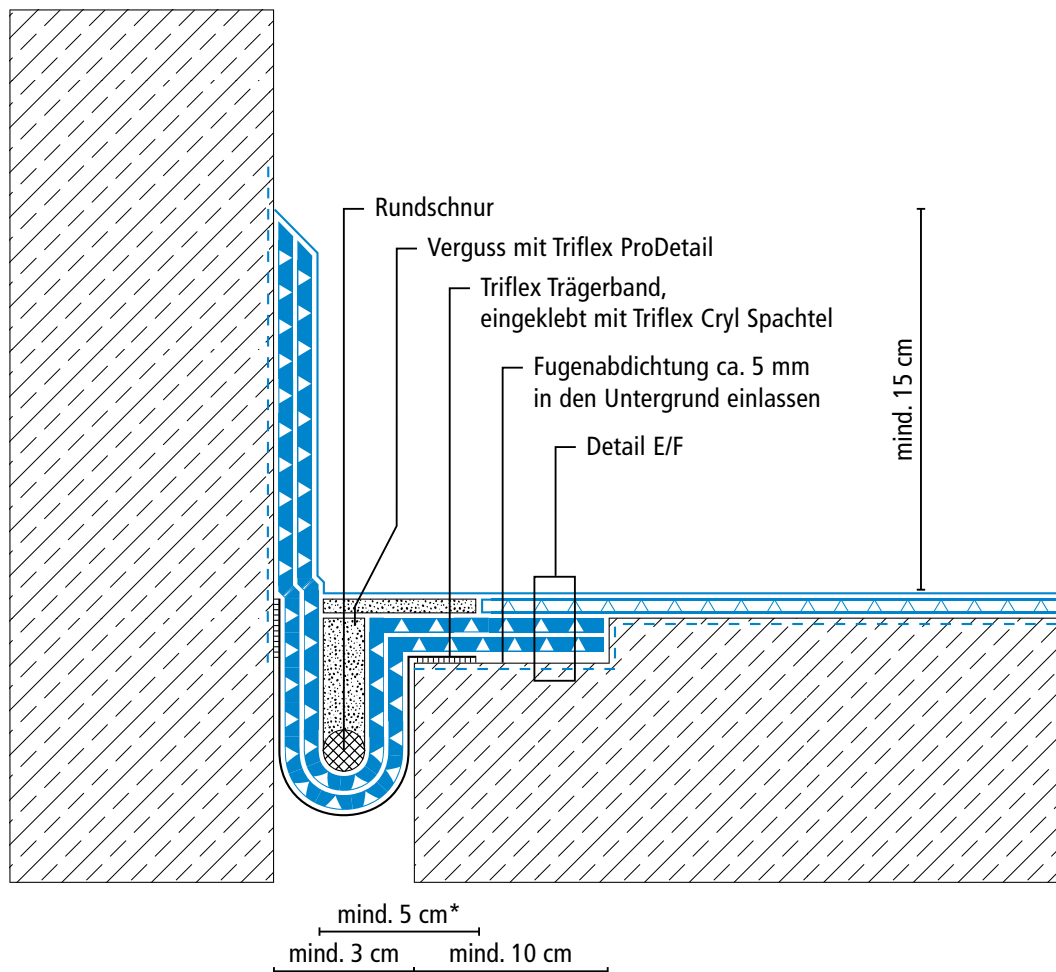 Rundschnur
Verguss mit Triflex ProDetail
Triflex Trägerband,
eingeklebt mit Triflex Cryl Spachtel
Fugenabdichtung ca. 5 mm
in den Untergrund einlassen
Detail E/F
mind. 15 cm
mind. 5 cm*
mind. 3 cm
mind. 10 cm